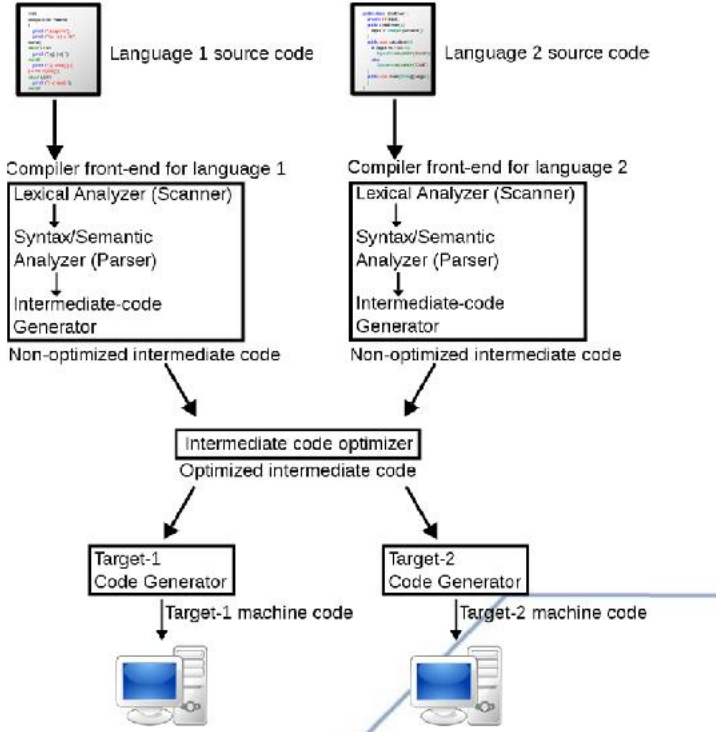 Language 1 source code
Language 2 source code
Compiler front-end for language 1
Lexical Analyzer (Scanner)
Syntax/Semantic
Analyzer (Parser)
Intermediate-code
Generator
Non-optimized intermediate code
Compiler front-end for language 2
Lexical Analyzer (Scanner)
Syntax/Semantic
Analyzer (Parser)
Intermediate-code
Generator
Non-optimized intermediate code
Intermediate code optimizer
Optimized intermediate code
Target-1
Code Generator
Target-1 machine code
Target-2
Code Generator
Target-2 machine code